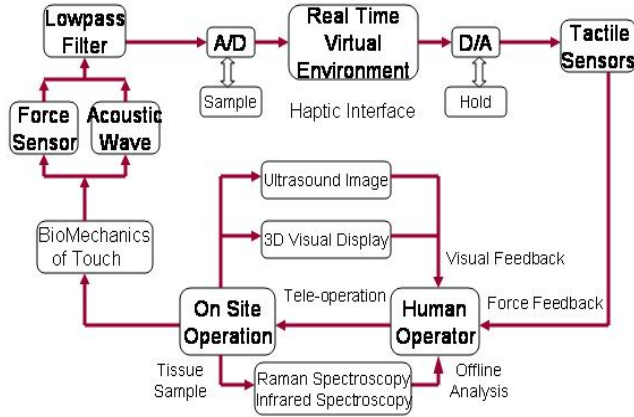 Lowpass
Filter
A/D
Real Time
Virtual
Environment
D/A
Tactile
Sensors
Sample
Haptic Interface
Hold
Force
Sensor
Acoustic
Wave
Ultrasound Image
BioMechanics
of Touch
3D Visual Display
Visual Feedback
On Site
Operation
Tele-operation
Human
Operator
Force Feedback
Tissue
Sample
Raman Spectroscopy
Infrared Spectroscopy
Offline
Analysis